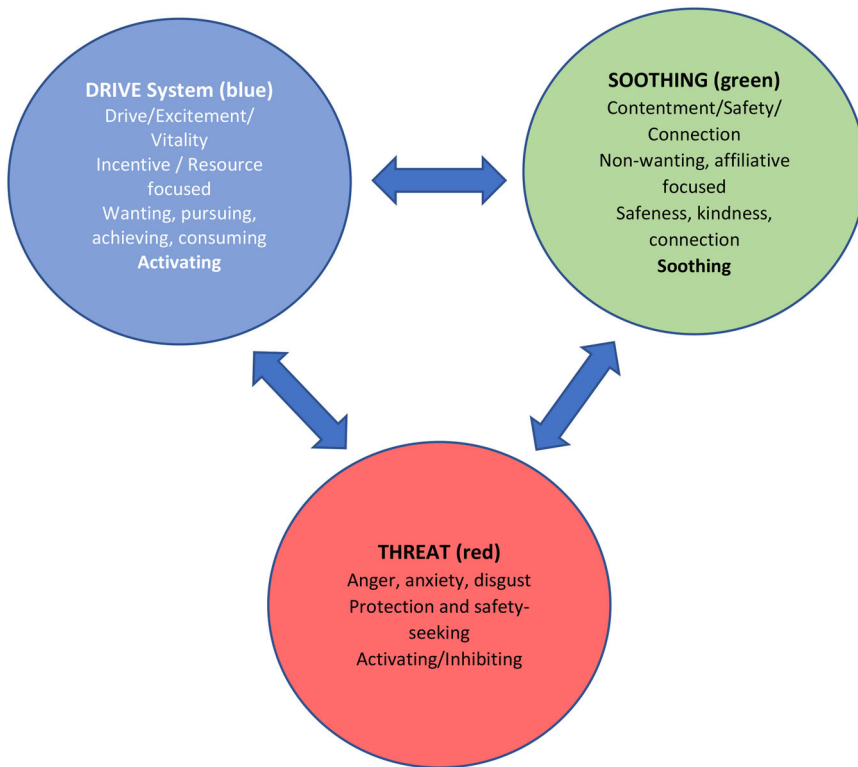 DRIVE System (blue)
Drive/Excitement/
Vitality
Incentive / Resource
focused
Wanting, pursuing,
achieving, consuming
Activating
SOOTHING (green)
Contentment/Safety/
Connection
Non-wanting, affiliative
focused
Safeness, kindness,
connection
Soothing
THREAT (red)
Anger, anxiety, disgust
Protection and safety-
seeking
Activating/Inhibiting